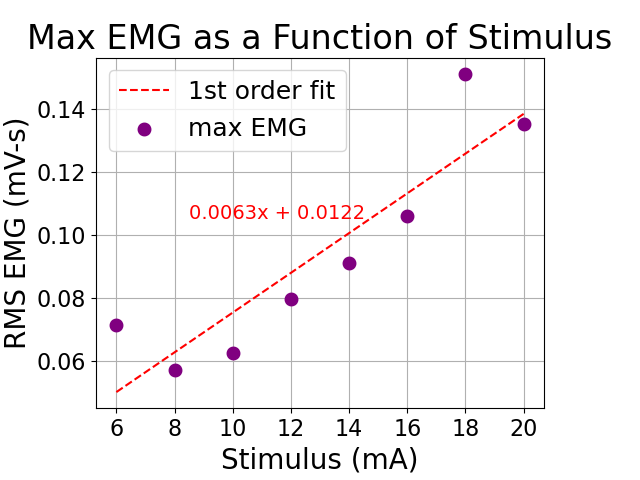 Max EMG as a Function of Stimulus
1st order fit
max EMG
0.0063x + 0.0122
RMS EMG (mV-s)
0.14
0.12
0.10
0.08
0.06
6 8 10 12 14 16 18 20
Stimulus (mA)